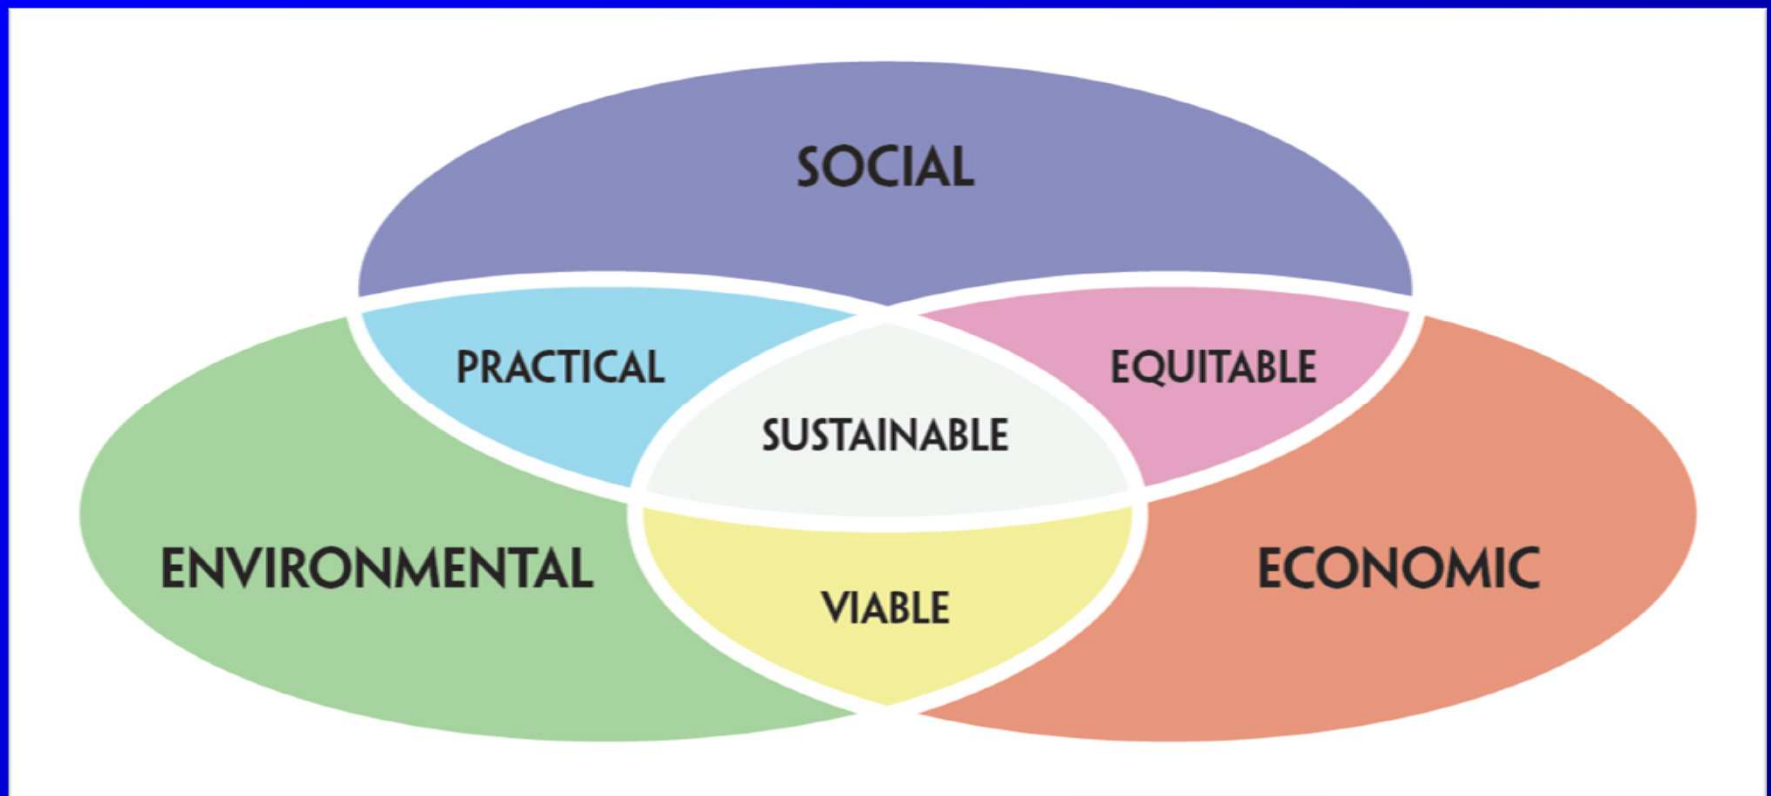 SOCIAL
PRACTICAL
EQUITABLE
SUSTAINABLE
ENVIRONMENTAL
ECONOMIC
VIABLE